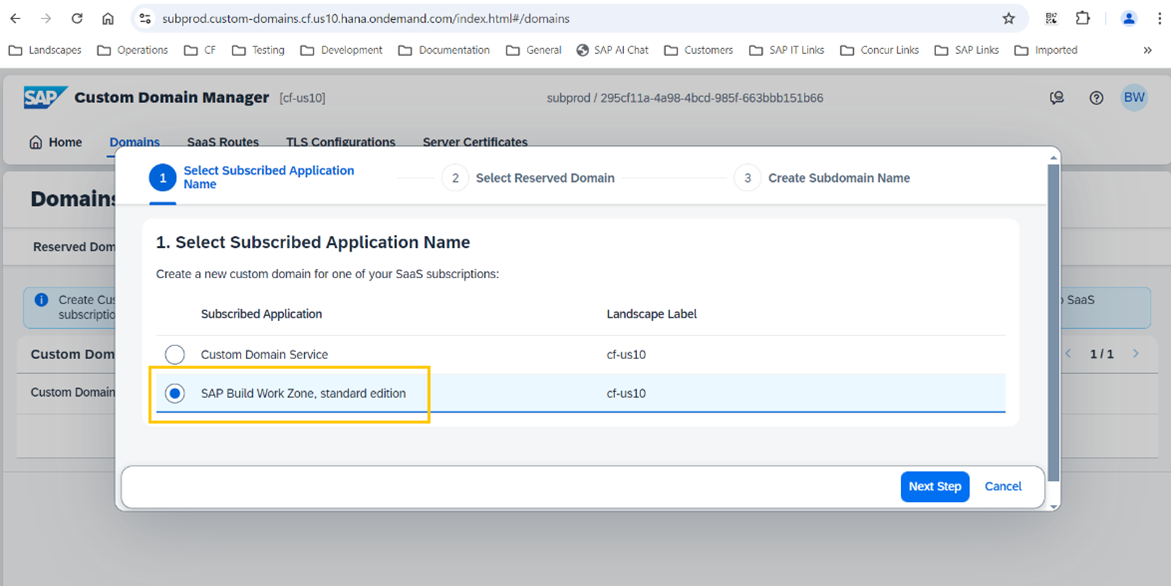 subprod.custom-domains.cf.us10.hana.ondemand.com/index.html#/domains
Landscapes Operations CF Testing Development Documentation General SAP AI Chat Customers SAP IT Links Concur Links SAP Links Imported »
SAP Custom Domain Manager [cf-us10] subprod / 295cf11a-4a98-4bcd-985f-663bbb151b66 BW
Home Domains SaaS Routes TLS Configurations Server Certificates
1 Select Subscribed Application
Name
2 Select Reserved Domain
3 Create Subdomain Name
Domains
Reserved Dom
1. Select Subscribed Application Name
Create a new custom domain for one of your SaaS subscriptions:
Create Cus
subscriptio
SaaS
Subscribed Application Landscape Label
Custom Dom
1 / 1
Custom Domain Service cf-us10
Custom Domain
SAP Build Work Zone, standard edition cf-us10
Next Step Cancel